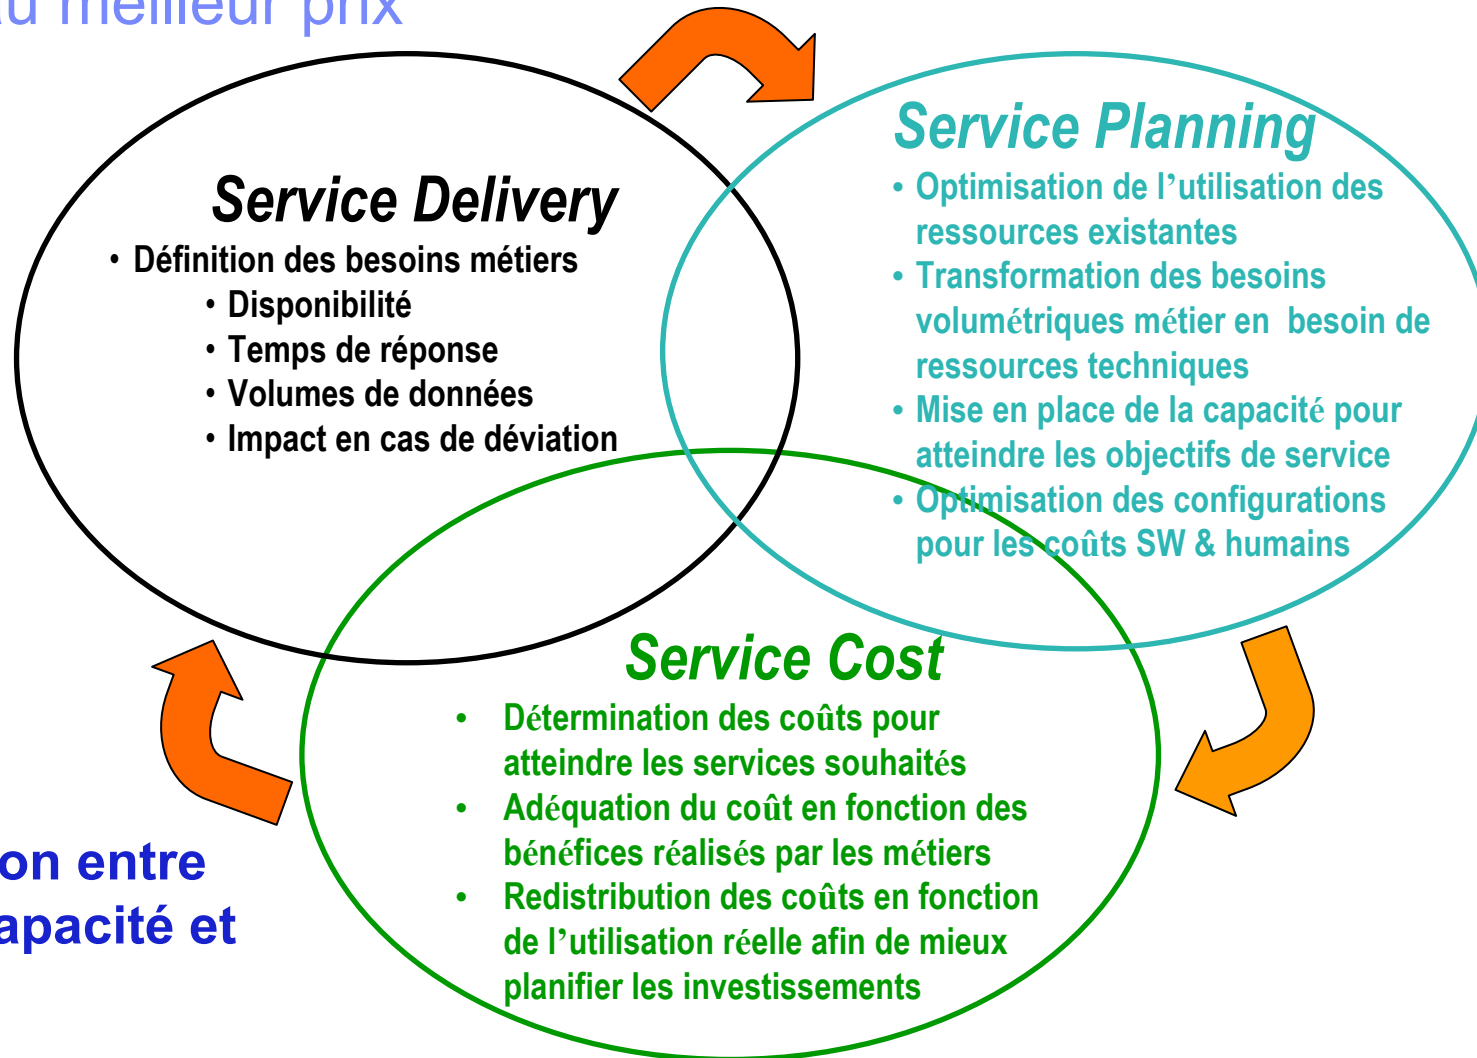 au meilleur prix
Service Delivery
• Définition des besoins métiers
• Disponibilité
• Temps de réponse
• Volumes de données
• Impact en cas de déviation
Service Planning
• Optimisation de l’utilisation des
ressources existantes
• Transformation des besoins
volumétriques métier en besoin de
ressources techniques
• Mise en place de la capacité pour
atteindre les objectifs de service
• Optimisation des configurations
pour les coûts SW & humains
Service Cost
• Détermination des coûts pour
atteindre les services souhaités
• Adéquation du coût en fonction des
bénéfices réalisés par les métiers
• Redistribution des coûts en fonction
de l’utilisation réelle afin de mieux
planifier les investissements
on entre
apacité et